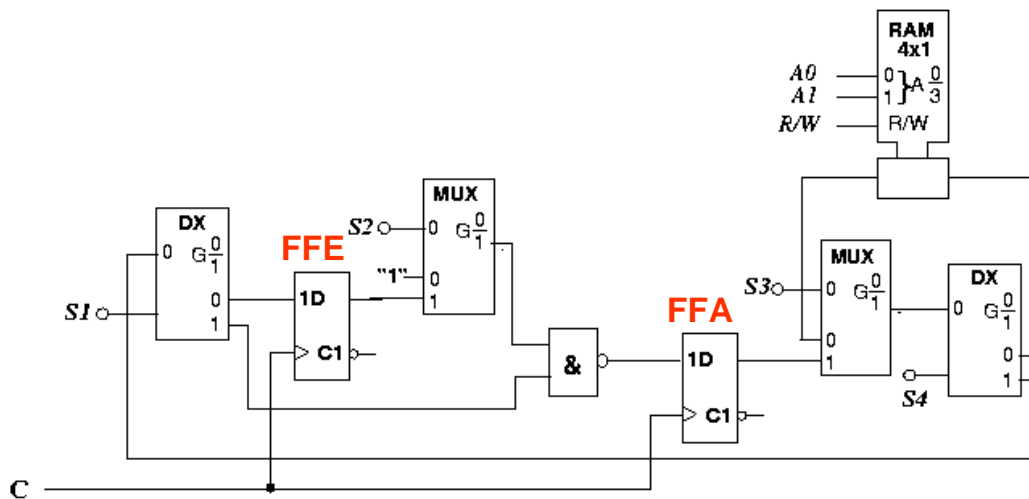 RAM
4x1
A0 0 } A 0/3
A1 1
R/W R/W
DX
0 G 0/1
0
1
S1
FFE
1D
C1
MUX
S2 0 G 0/1
"1" 0
1
&
FFA
1D
C1
MUX
S3 0 G 0/1
0
1
DX
0 G 0/1
0
1
S4
C